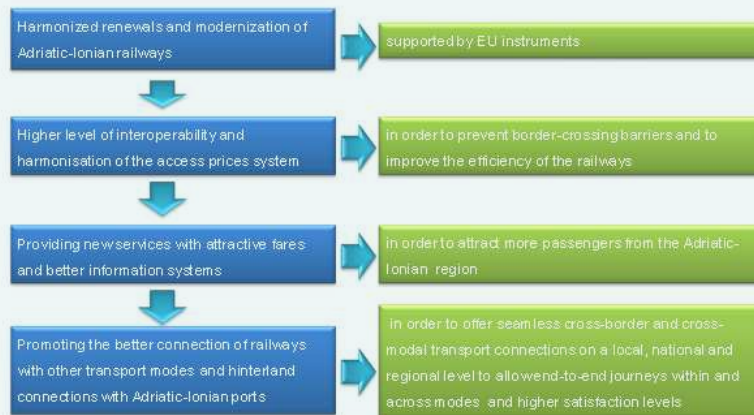 Harmonized renewals and modernization of
Adriatic-Ionian railways
supported by EU instruments
Higher level of interoperability and
harmonisation of the access prices system
in order to prevent border-crossing barriers and to
improve the efficiency of the railways
Providing new services with attractive fares
and better information systems
in order to attract more passengers from the Adriatic-
Ionian region
Promoting the better connection of railways
with other transport modes and hinterland
connections with Adriatic-Ionian ports
in order to offer seamless cross-border and cross-
modal transport connections on a local, national and
regional level to allowend-to-end journeys within and
across modes and higher satisfaction levels